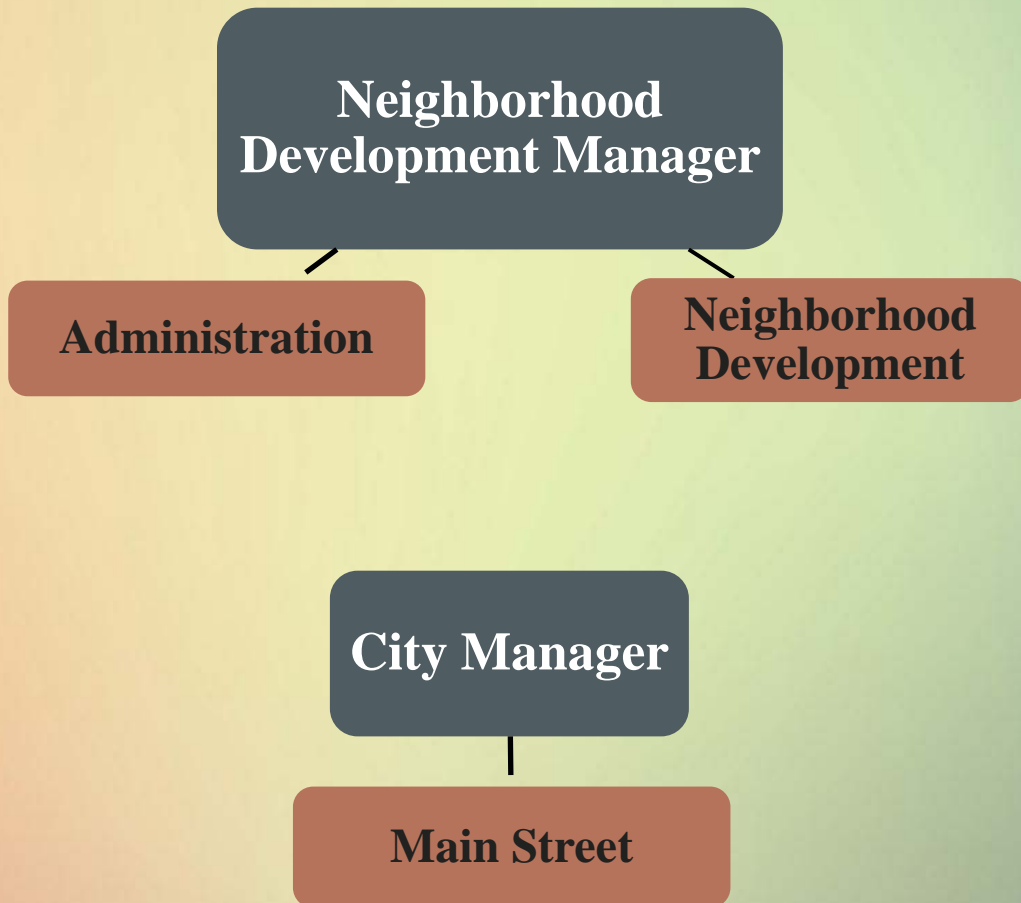 Neighborhood
Development Manager
Administration
Neighborhood
Development
City Manager
Main Street